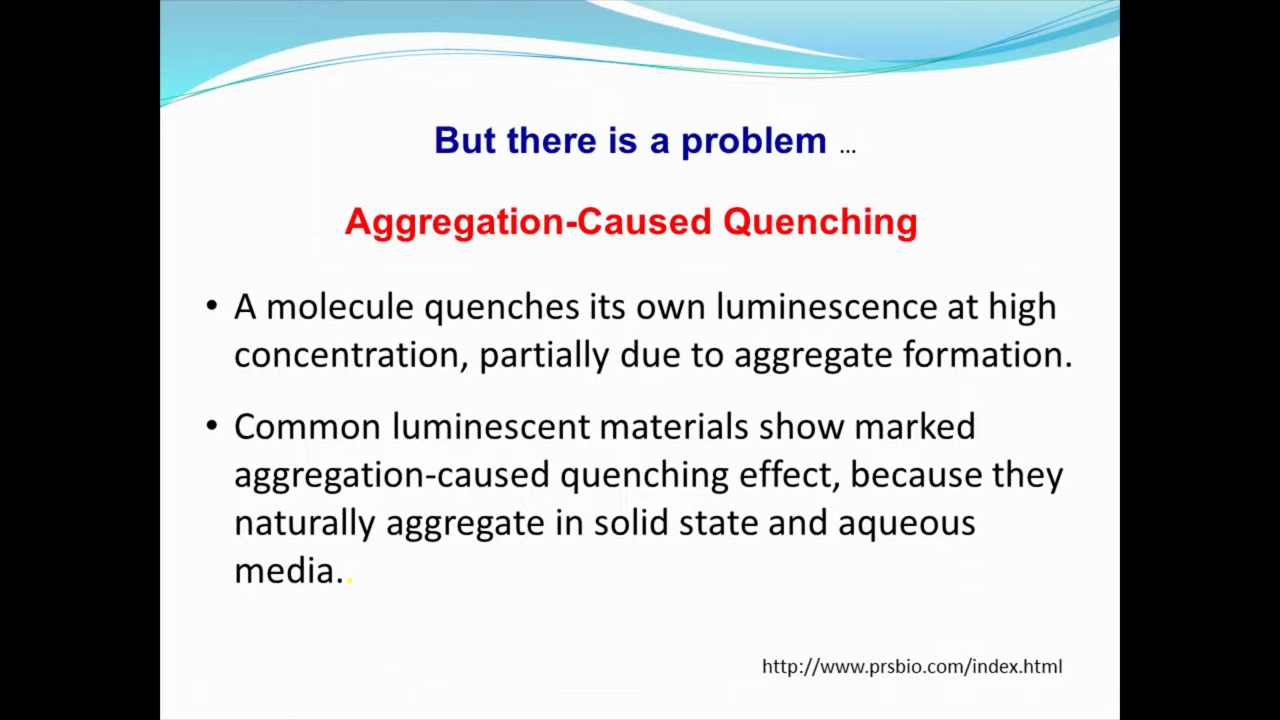 But there is a problem ...
Aggregation-Caused Quenching
• A molecule quenches its own luminescence at high
concentration, partially due to aggregate formation.
• Common luminescent materials show marked
aggregation-caused quenching effect, because they
naturally aggregate in solid state and aqueous
media..
http://www.prsbio.com/index.html